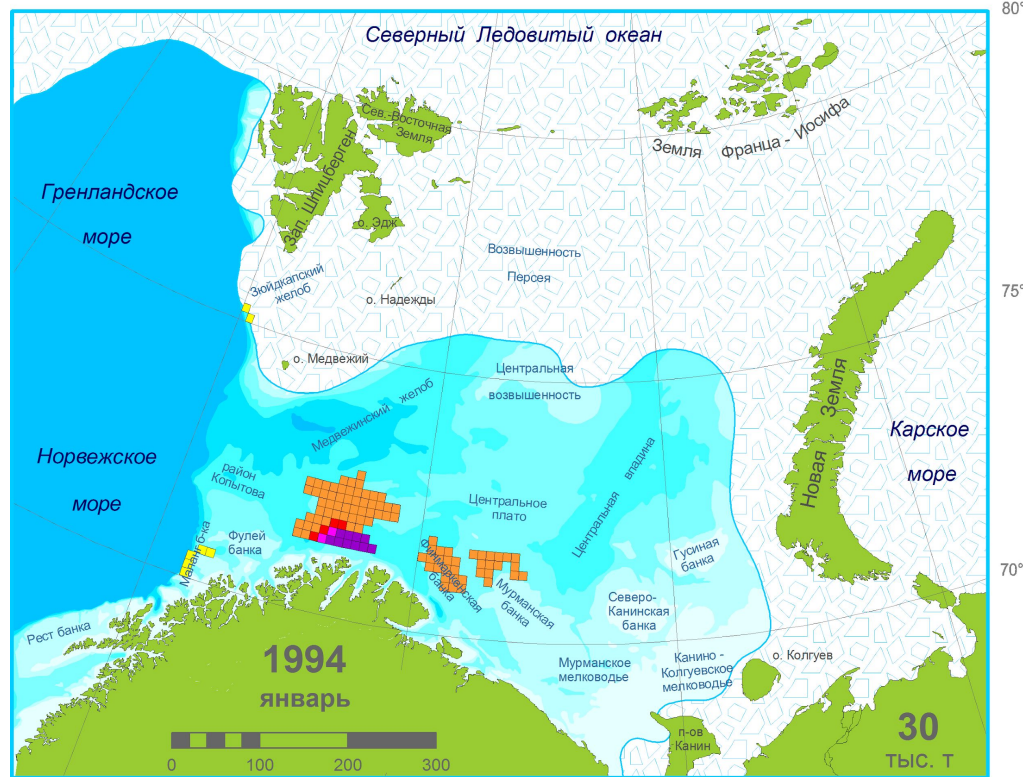 80°
Северный Ледовитый океан
Сев.-Восточная
Земля
Земля Франца - Иосифа
Зап. Шпицберген
Гренландское
море
о. Эдж
Возвышенность
Персея
Зюйдкапский
желоб
75°
о. Надежды
о. Медвежий
Центральная
возвышенность
Медвежинский желоб
Новая Земля
Карское
море
Норвежское
море
район
Копытова
Центральное
плато
Центральная впадина
Маланг б-ка
Фулей
банка
Финмаркенская
банка
Мурманская
банка
Гусиная
банка
70°
Северо-
Канинская
банка
Рест банка
1994
январь
Мурманское
мелководье
Канино -
Колгуевское
мелководье
о. Колгуев
п-ов
Канин
30
тыс. т
0 100 200 300